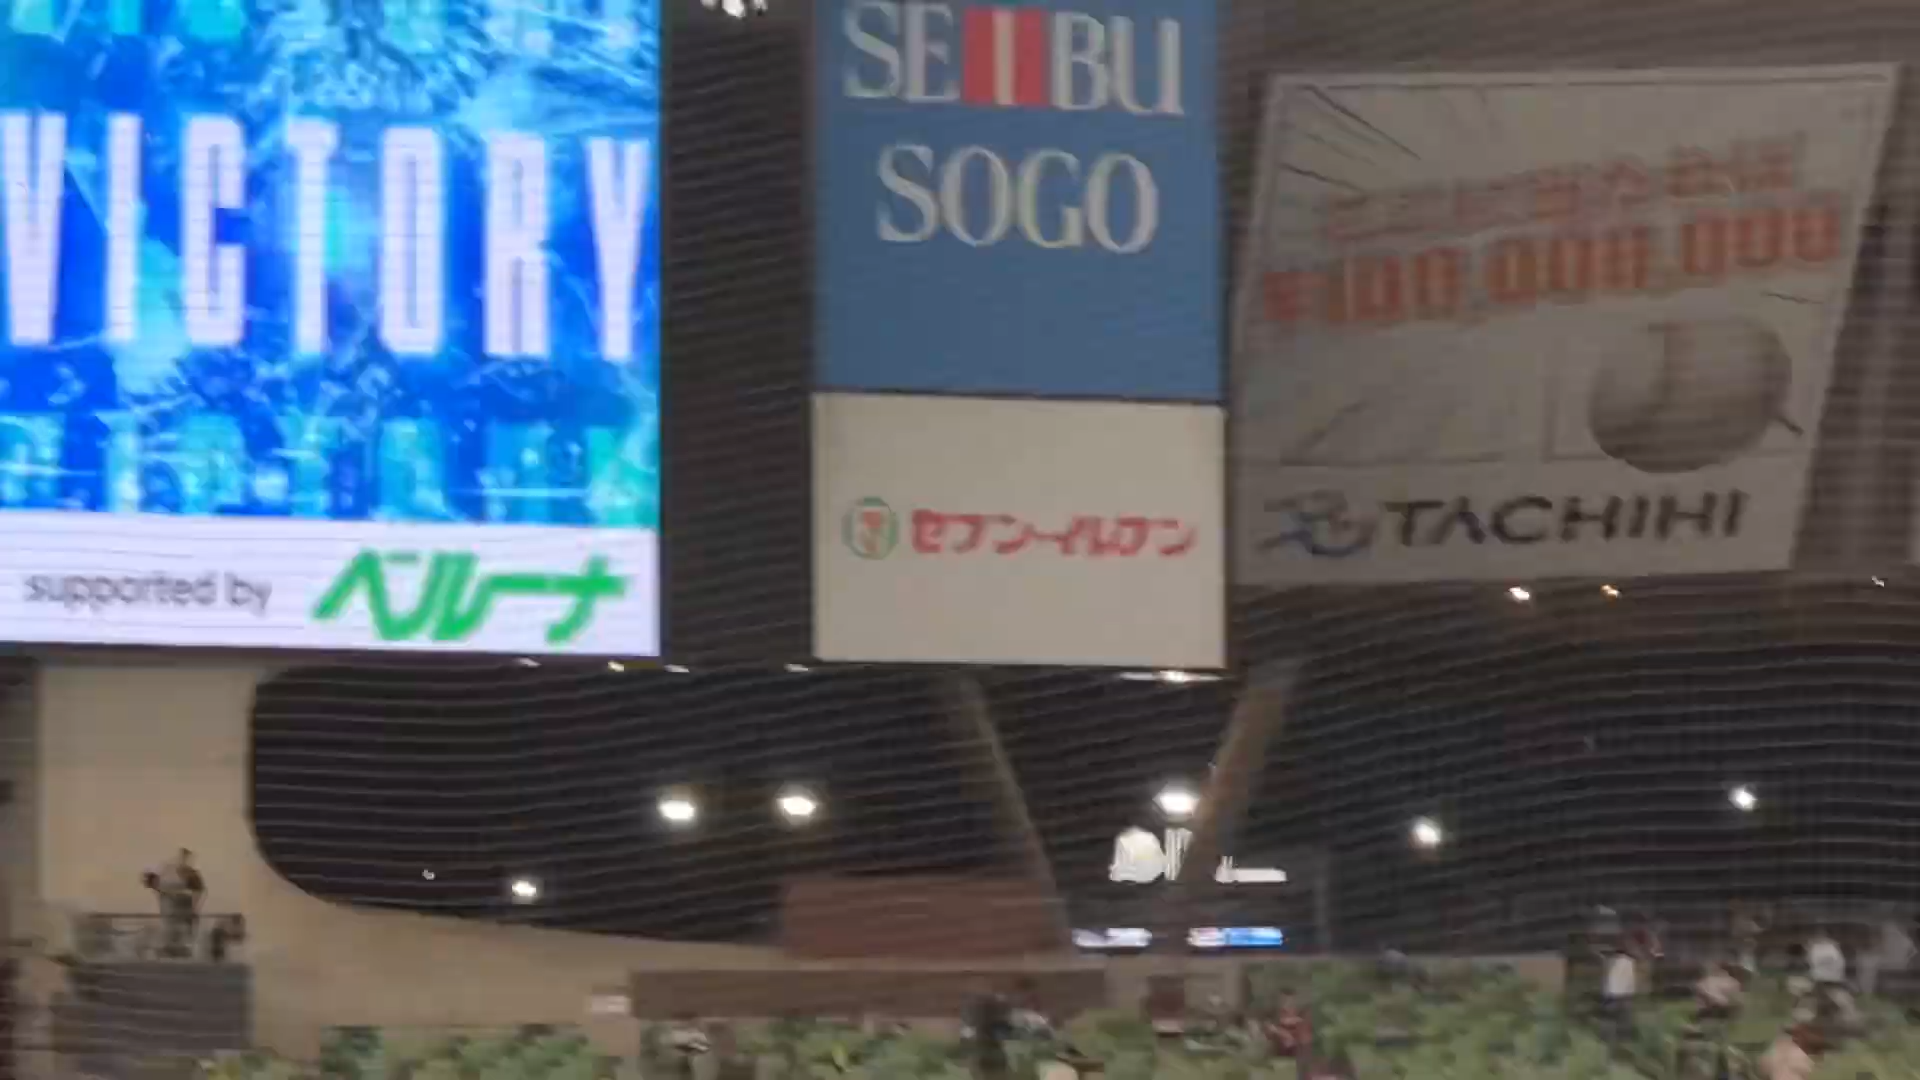 VICTORY
supported by ベルーナ
SEIBU
SOGO
セブン-イレブン
¥100,000,000
TACHIHI